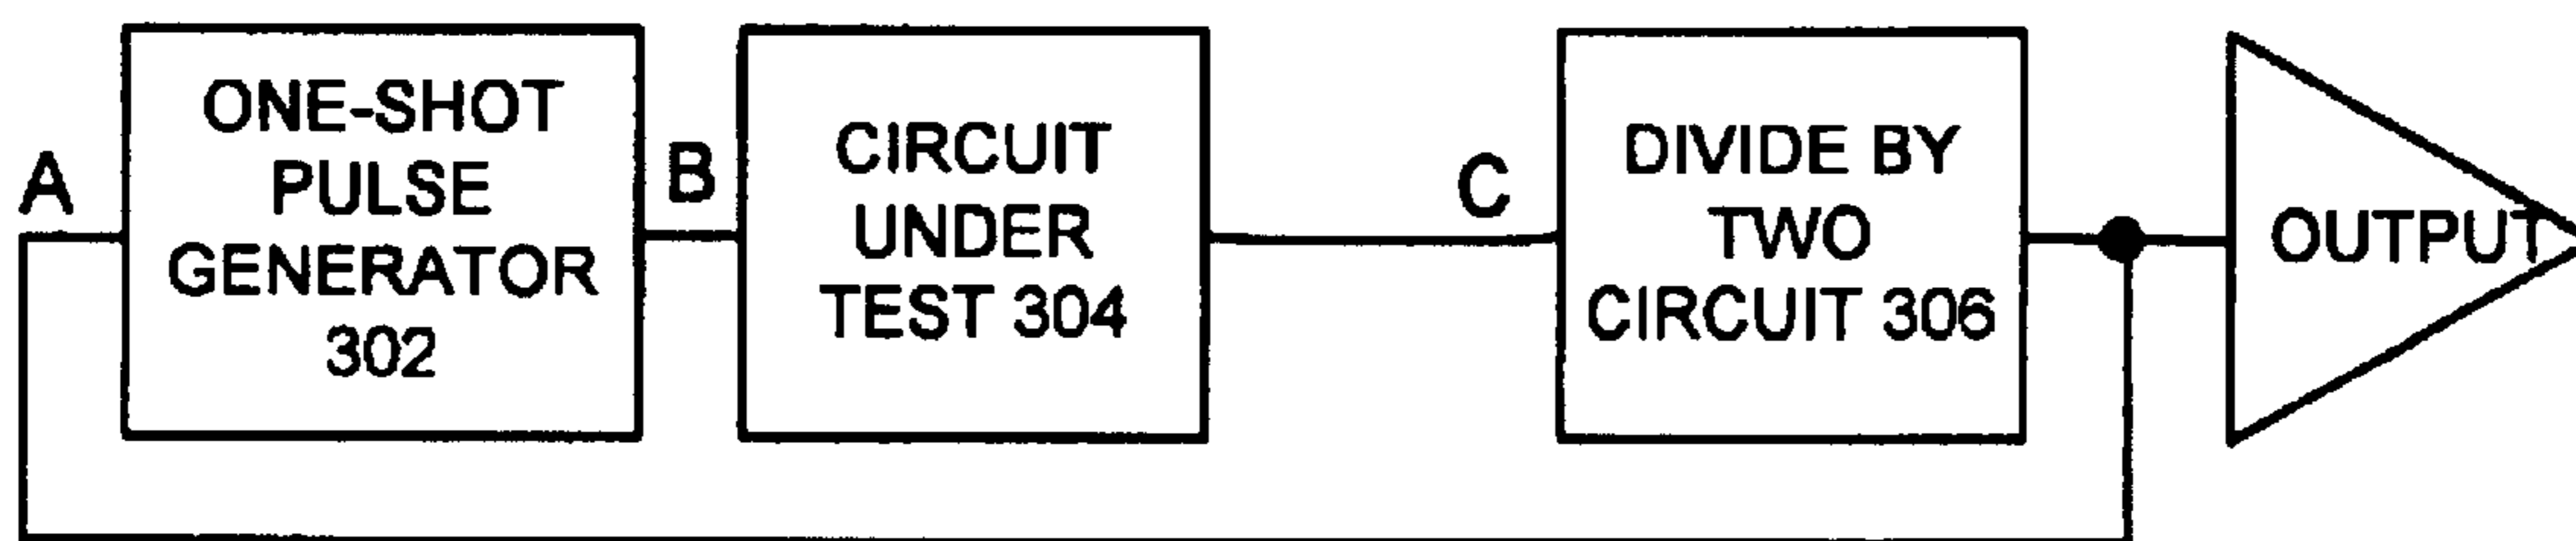 A
ONE-SHOT
PULSE
GENERATOR
302
B
CIRCUIT
UNDER
TEST 304
C
DIVIDE BY
TWO
CIRCUIT 306
OUTPUT